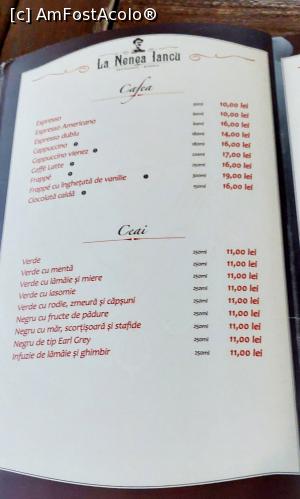 [c] AmFostAcolo®
La Nenea Iancu
Cafea
Espresso 10,00 lei
Espresso Americano 10,00 lei
Espresso dublu 16,00 lei
Cappuccino 14,00 lei
Cappuccino vienez 16,00 lei
Caffè Latte 17,00 lei
Frappé 16,00 lei
Frappé cu înghețută de vanilie 19,00 lei
Ciocolată caldă 16,00 lei
Ceai
Verde 250ml 11,00 lei
Verde cu mentă 250ml 11,00 lei
Verde cu lămâie și miere 250ml 11,00 lei
Verde cu iasomie 250ml 11,00 lei
Verde cu rodie, zmeură și căpșuni 250ml 11,00 lei
Negru cu fructe de pădure 250ml 11,00 lei
Negru cu măr, scorțișoară și stafide 250ml 11,00 lei
Negru de tip Earl Grey 250ml 11,00 lei
Infuzie de lămâie și ghimbir 250ml 11,00 lei